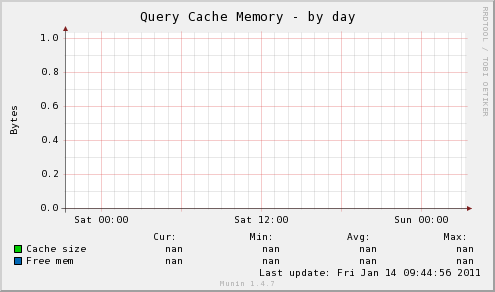 Query Cache Memory - by day
RRDTOOL / TOBI OETIKER
Bytes
1.0
0.8
0.6
0.4
0.2
0.0
Sat 00:00 Sat 12:00 Sun 00:00
Cur: Min: Avg: Max:
Cache size nan nan nan nan
Free mem nan nan nan nan
Last update: Fri Jan 14 09:44:56 2011
Munin 1.4.7